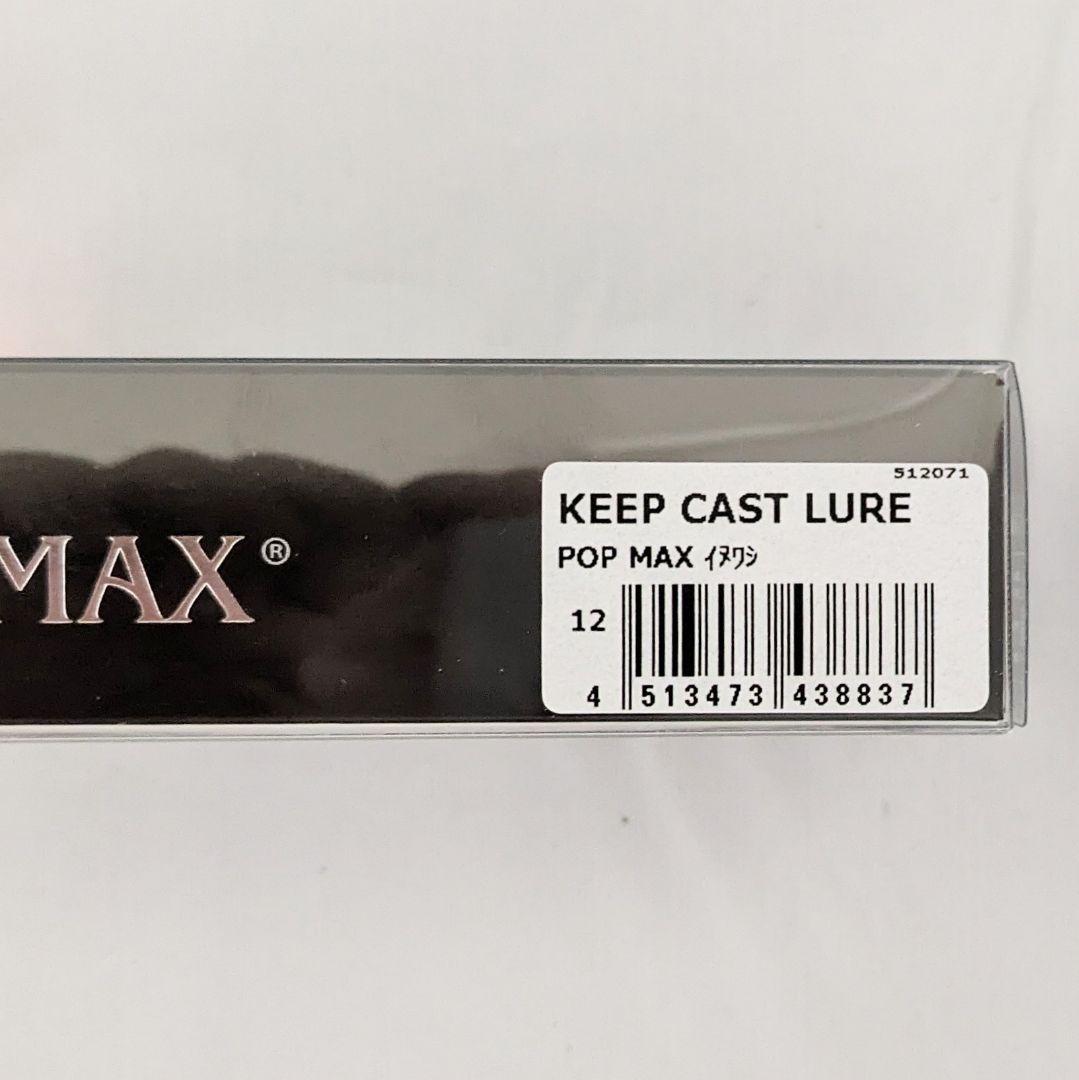 512071
KEEP CAST LURE
MAX®
POP MAX ｲﾇﾜｼ
12
4 513473 438837